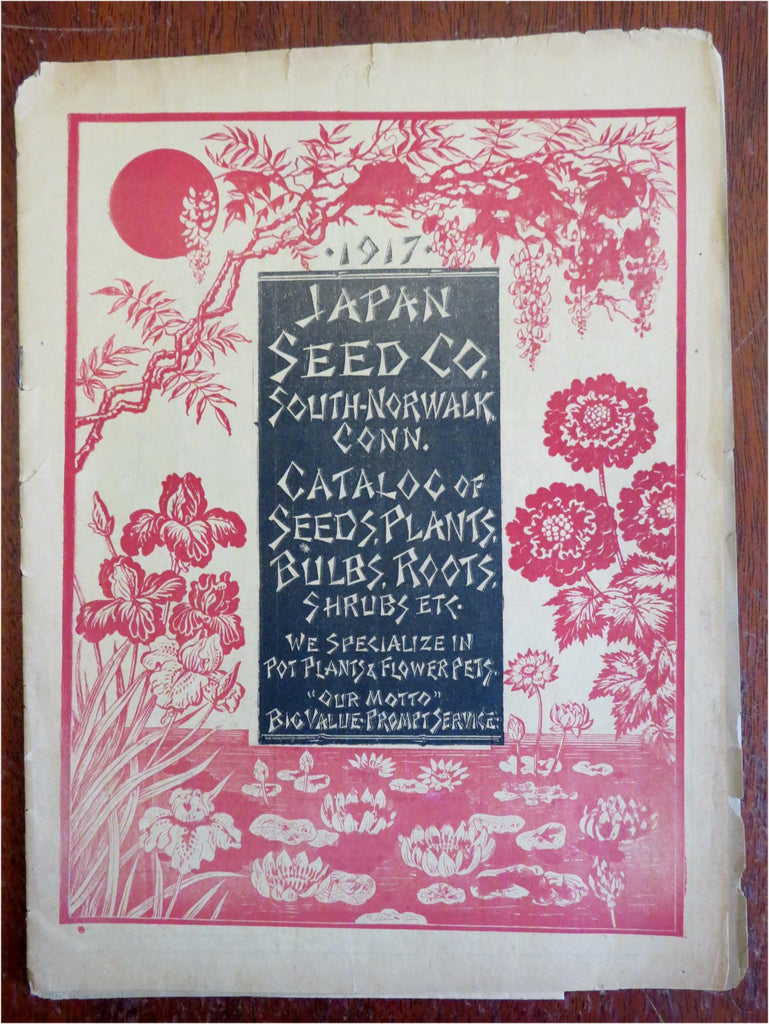 ·1917·
JAPAN
SEED CO.
SOUTH-NORWALK,
CONN.
CATALOG OF
SEEDS, PLANTS,
BULBS, ROOTS,
SHRUBS ETC.
WE SPECIALIZE IN
POT PLANTS & FLOWER PETS.
"OUR MOTTO"
BIG VALUE-PROMPT SERVICE-